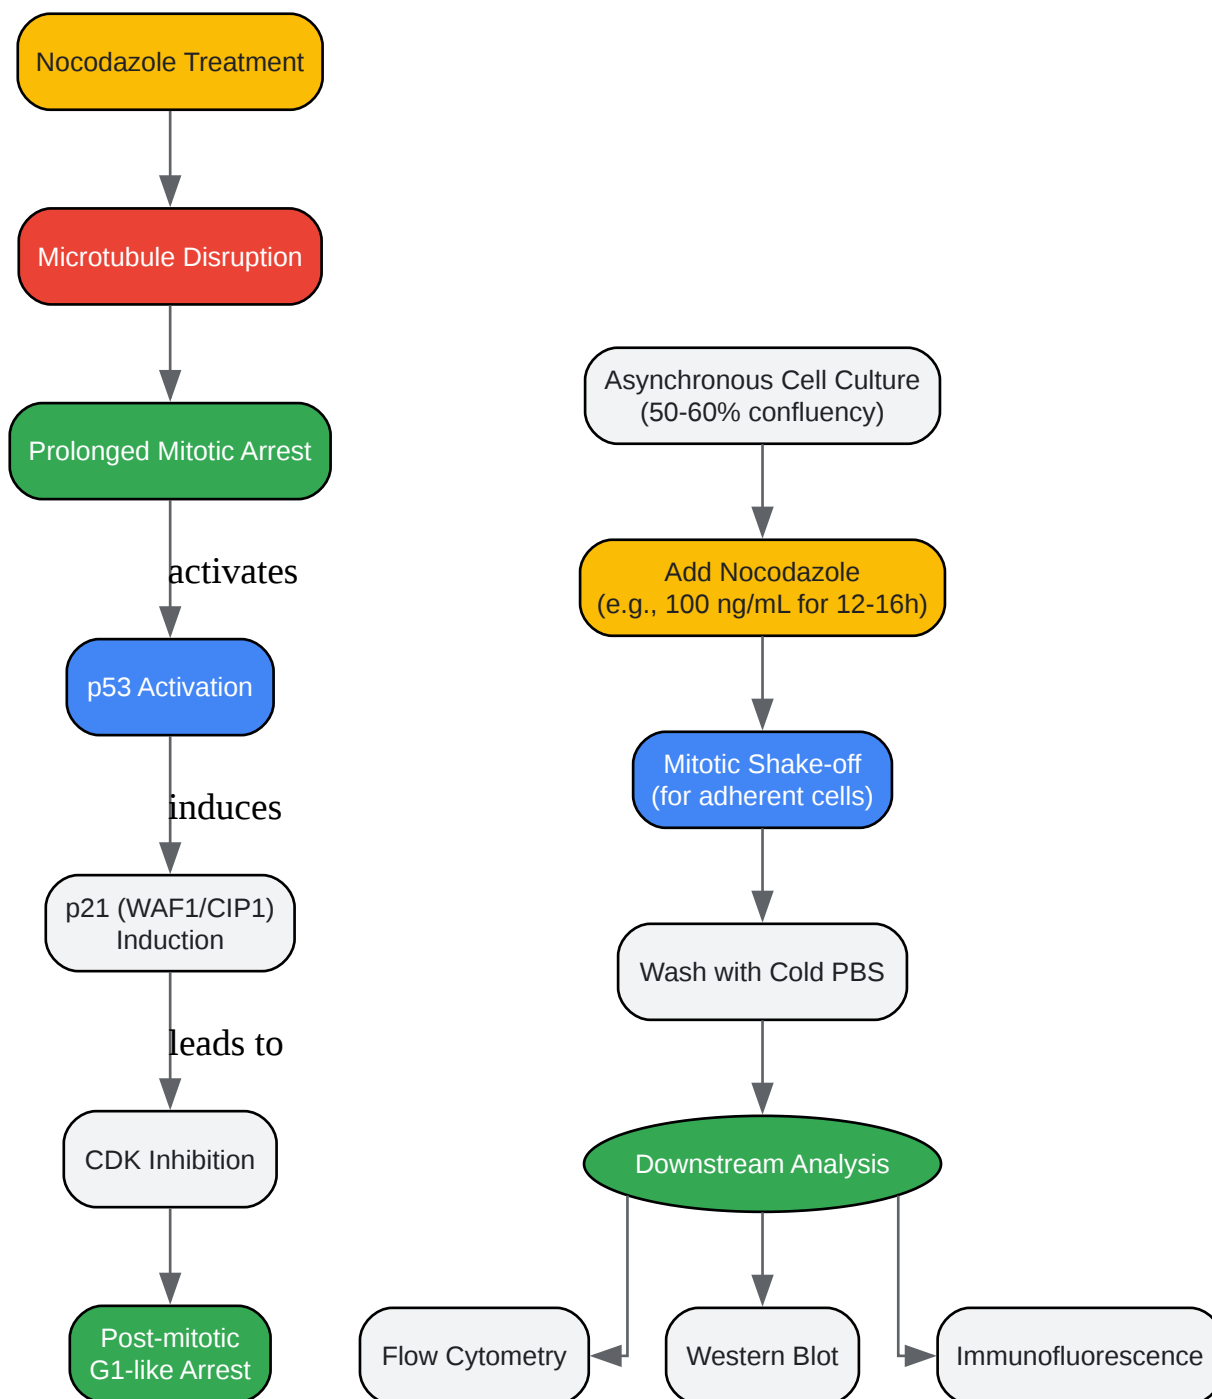 Nocodazole Treatment
Microtubule Disruption
Prolonged Mitotic Arrest
activates
p53 Activation
induces
p21 (WAF1/CIP1)
Induction
leads to
CDK Inhibition
Post-mitotic
G1-like Arrest
Asynchronous Cell Culture
(50-60% confluency)
Add Nocodazole
(e.g., 100 ng/mL for 12-16h)
Mitotic Shake-off
(for adherent cells)
Wash with Cold PBS
Downstream Analysis
Flow Cytometry
Western Blot
Immunofluorescence